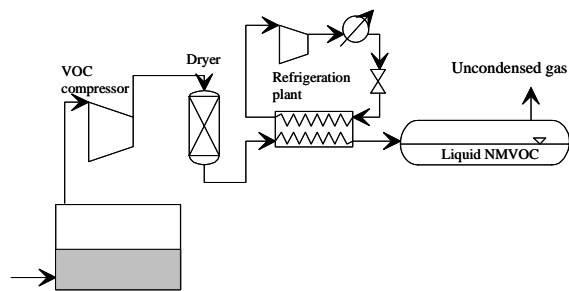 VOC
compressor
Dryer
Refrigeration
plant
Uncondensed gas
Liquid NMVOC